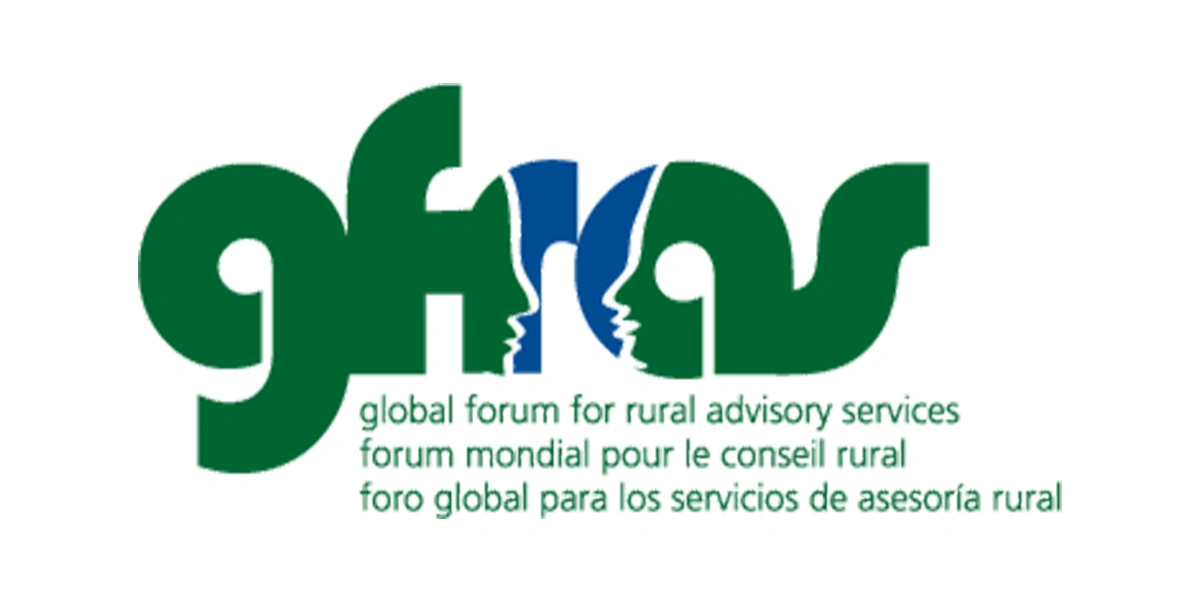 gfras
global forum for rural advisory services
forum mondial pour le conseil rural
foro global para los servicios de asesoría rural